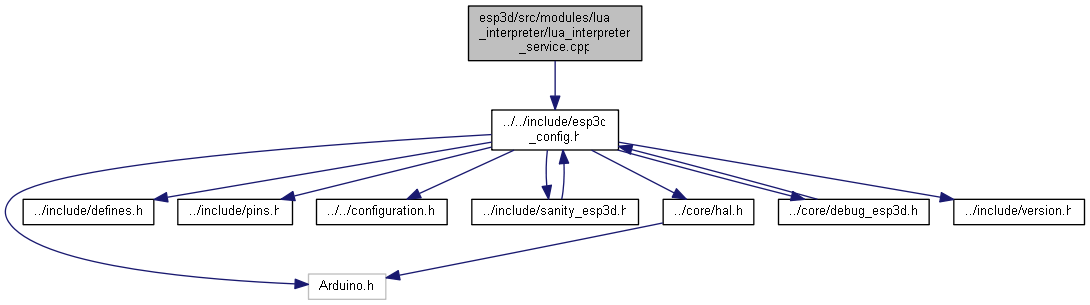 esp3d/src/modules/lua
_interpreter/lua_interpreter
_service.cpp
../../include/esp3d
_config.h
../include/defines.h
../include/pins.h
../../configuration.h
../include/sanity_esp3d.h
../core/hal.h
../core/debug_esp3d.h
../include/version.h
Arduino.h